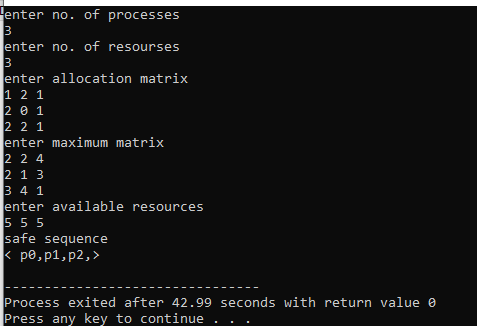 enter no. of processes
3
enter no. of resourses
3
enter allocation matrix
1 2 1
2 0 1
2 2 1
enter maximum matrix
2 2 4
2 1 3
3 4 1
enter available resources
5 5 5
safe sequence
< p0,p1,p2,>
--------------------------------
Process exited after 42.99 seconds with return value 0
Press any key to continue . . .